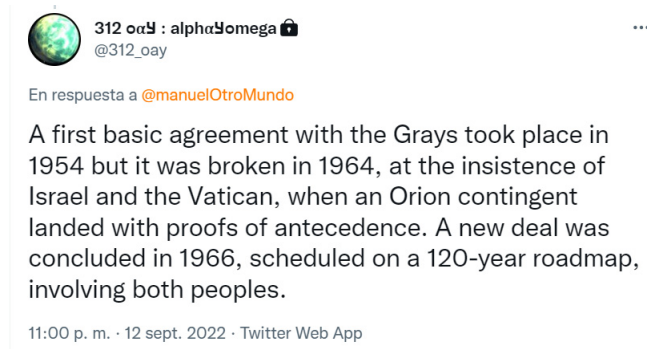 312 oαY : alphaYomega
@312_oay
En respuesta a @manuelOtroMundo
A first basic agreement with the Grays took place in
1954 but it was broken in 1964, at the insistence of
Israel and the Vatican, when an Orion contingent
landed with proofs of antecedence. A new deal was
concluded in 1966, scheduled on a 120-year roadmap,
involving both peoples.
11:00 p. m. · 12 sept. 2022 · Twitter Web App